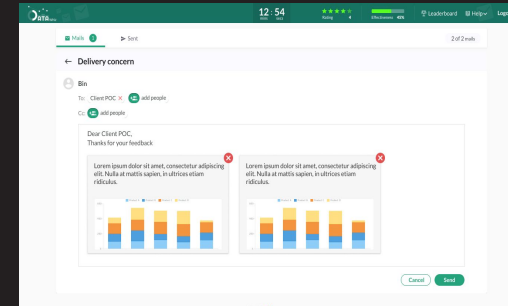 DATA
12 : 54
Rating 4
Effectiveness 45%
Leaderboard
Help
Mails 1
Sent
2 of 2 mails
← Delivery concern
Bin
To: Client POC × add people
Cc: add people
Dear Client POC,
Thanks for your feedback
Lorem ipsum dolor sit amet, consectetur adipiscing
elit. Nulla at mattis sapien, in ultrices etiam
ridiculus.
Lorem ipsum dolor sit amet, consectetur adipiscing
elit. Nulla at mattis sapien, in ultrices etiam
ridiculus.
Cancel
Send